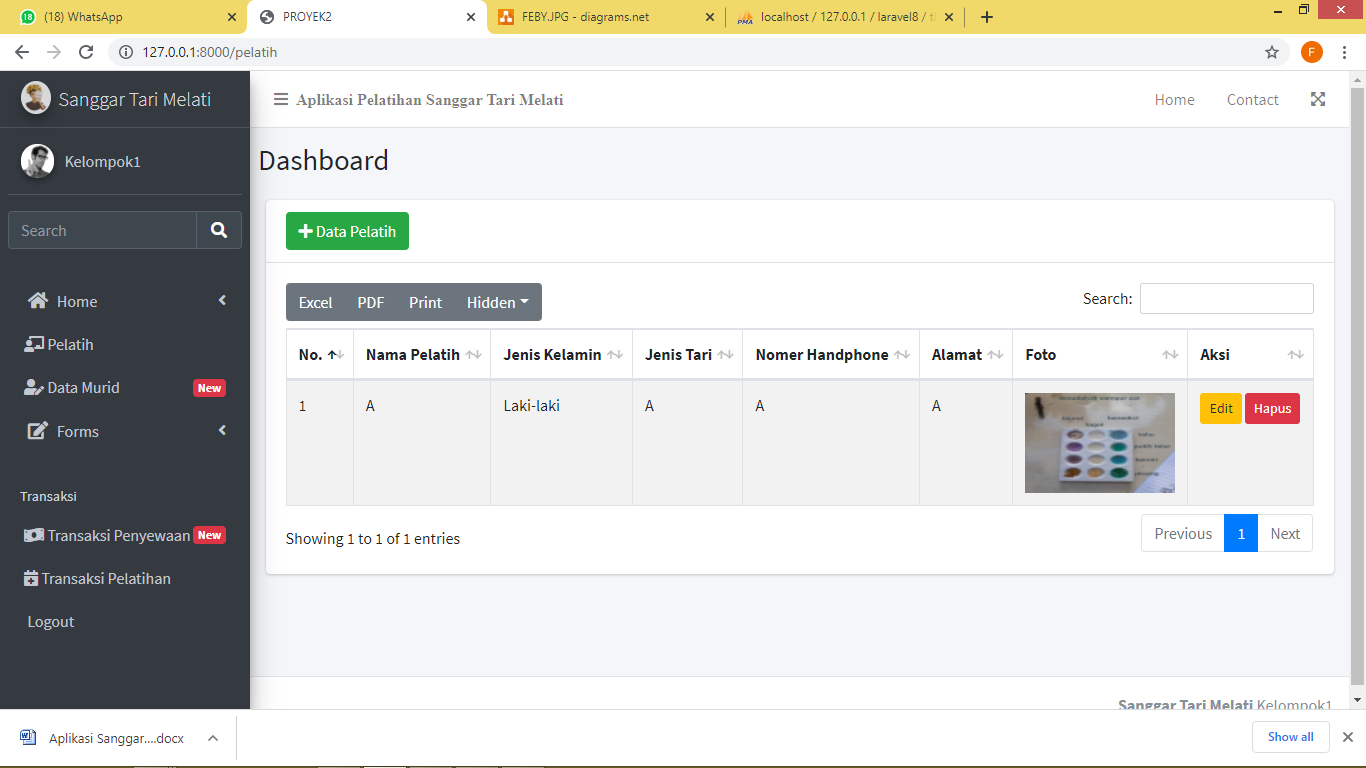 18 (18) WhatsApp
PROYEK2
FEBY.JPG - diagrams.net
PMA localhost / 127.0.0.1 / laravel8 /
127.0.0.1:8000/pelatih
F
Sanggar Tari Melati
Aplikasi Pelatihan Sanggar Tari Melati
Home
Contact
Kelompok1
Dashboard
Search
Data Pelatih
Home
Pelatih
Data Murid New
Forms
Transaksi
Transaksi Penyewaan New
Transaksi Pelatihan
Logout
Excel PDF Print Hidden
Search:
No. Nama Pelatih Jenis Kelamin Jenis Tari Nomer Handphone Alamat Foto Aksi
1 A Laki-laki A A A Edit Hapus
Showing 1 to 1 of 1 entries
Previous 1 Next
Sanggar Tari Melati Kelompok1
Aplikasi Sanggar....docx
Show all